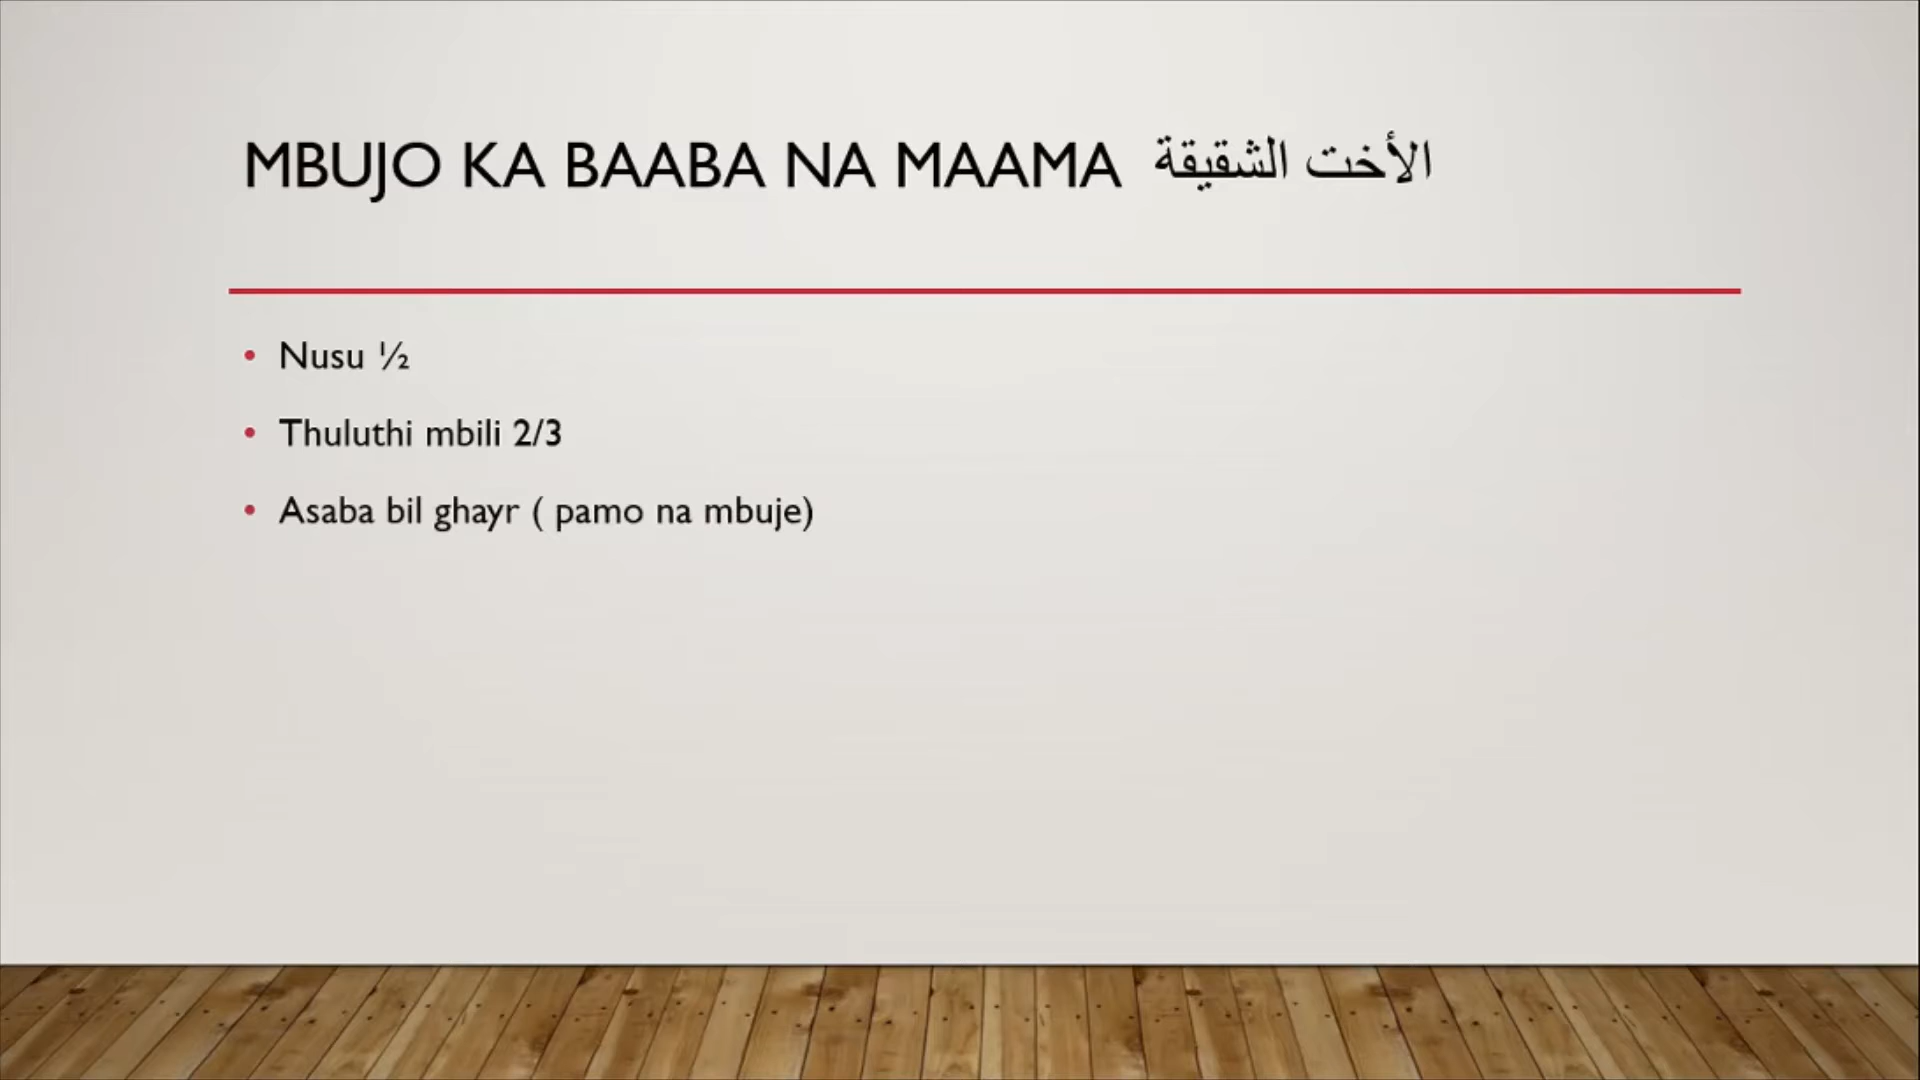 MBUJO KA BAABA NA MAAMA الأخت الشقيقة
• Nusu ½
• Thuluthi mbili 2/3
• Asaba bil ghayr ( pamo na mbuje)